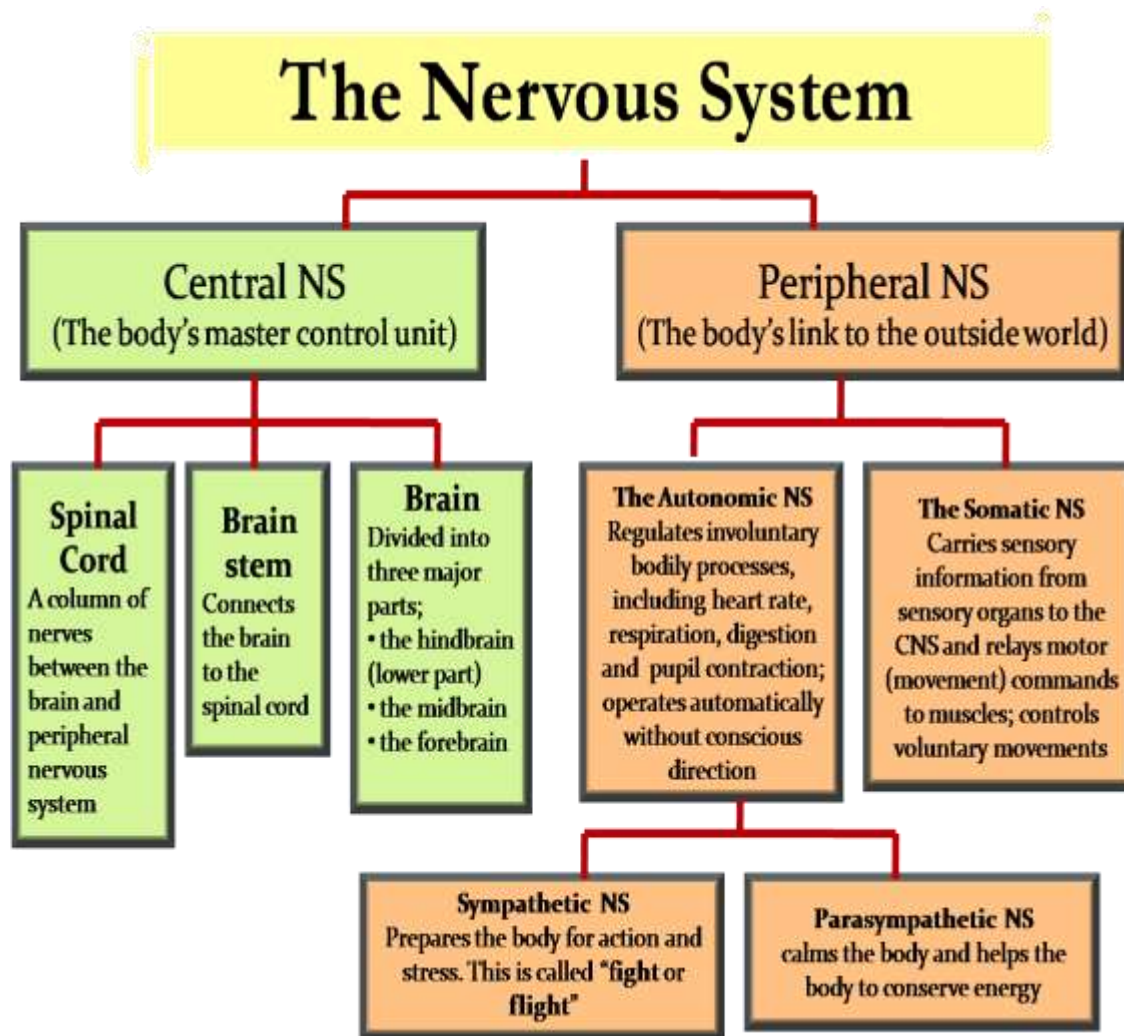 The Nervous System
Central NS
(The body's master control unit)
Peripheral NS
(The body's link to the outside world)
Spinal
Cord
A column of
nerves
between the
brain and
peripheral
nervous
system
Brain
stem
Connects
the brain
to the
spinal cord
Brain
Divided into
three major
parts;
• the hindbrain
(lower part)
• the midbrain
• the forebrain
The Autonomic NS
Regulates involuntary
bodily processes,
including heart rate,
respiration, digestion
and pupil contraction;
operates automatically
without conscious
direction
The Somatic NS
Carries sensory
information from
sensory organs to the
CNS and relays motor
(movement) commands
to muscles; controls
voluntary movements
Sympathetic NS
Prepares the body for action and
stress. This is called "fight or
flight"
Parasympathetic NS
calms the body and helps the
body to conserve energy